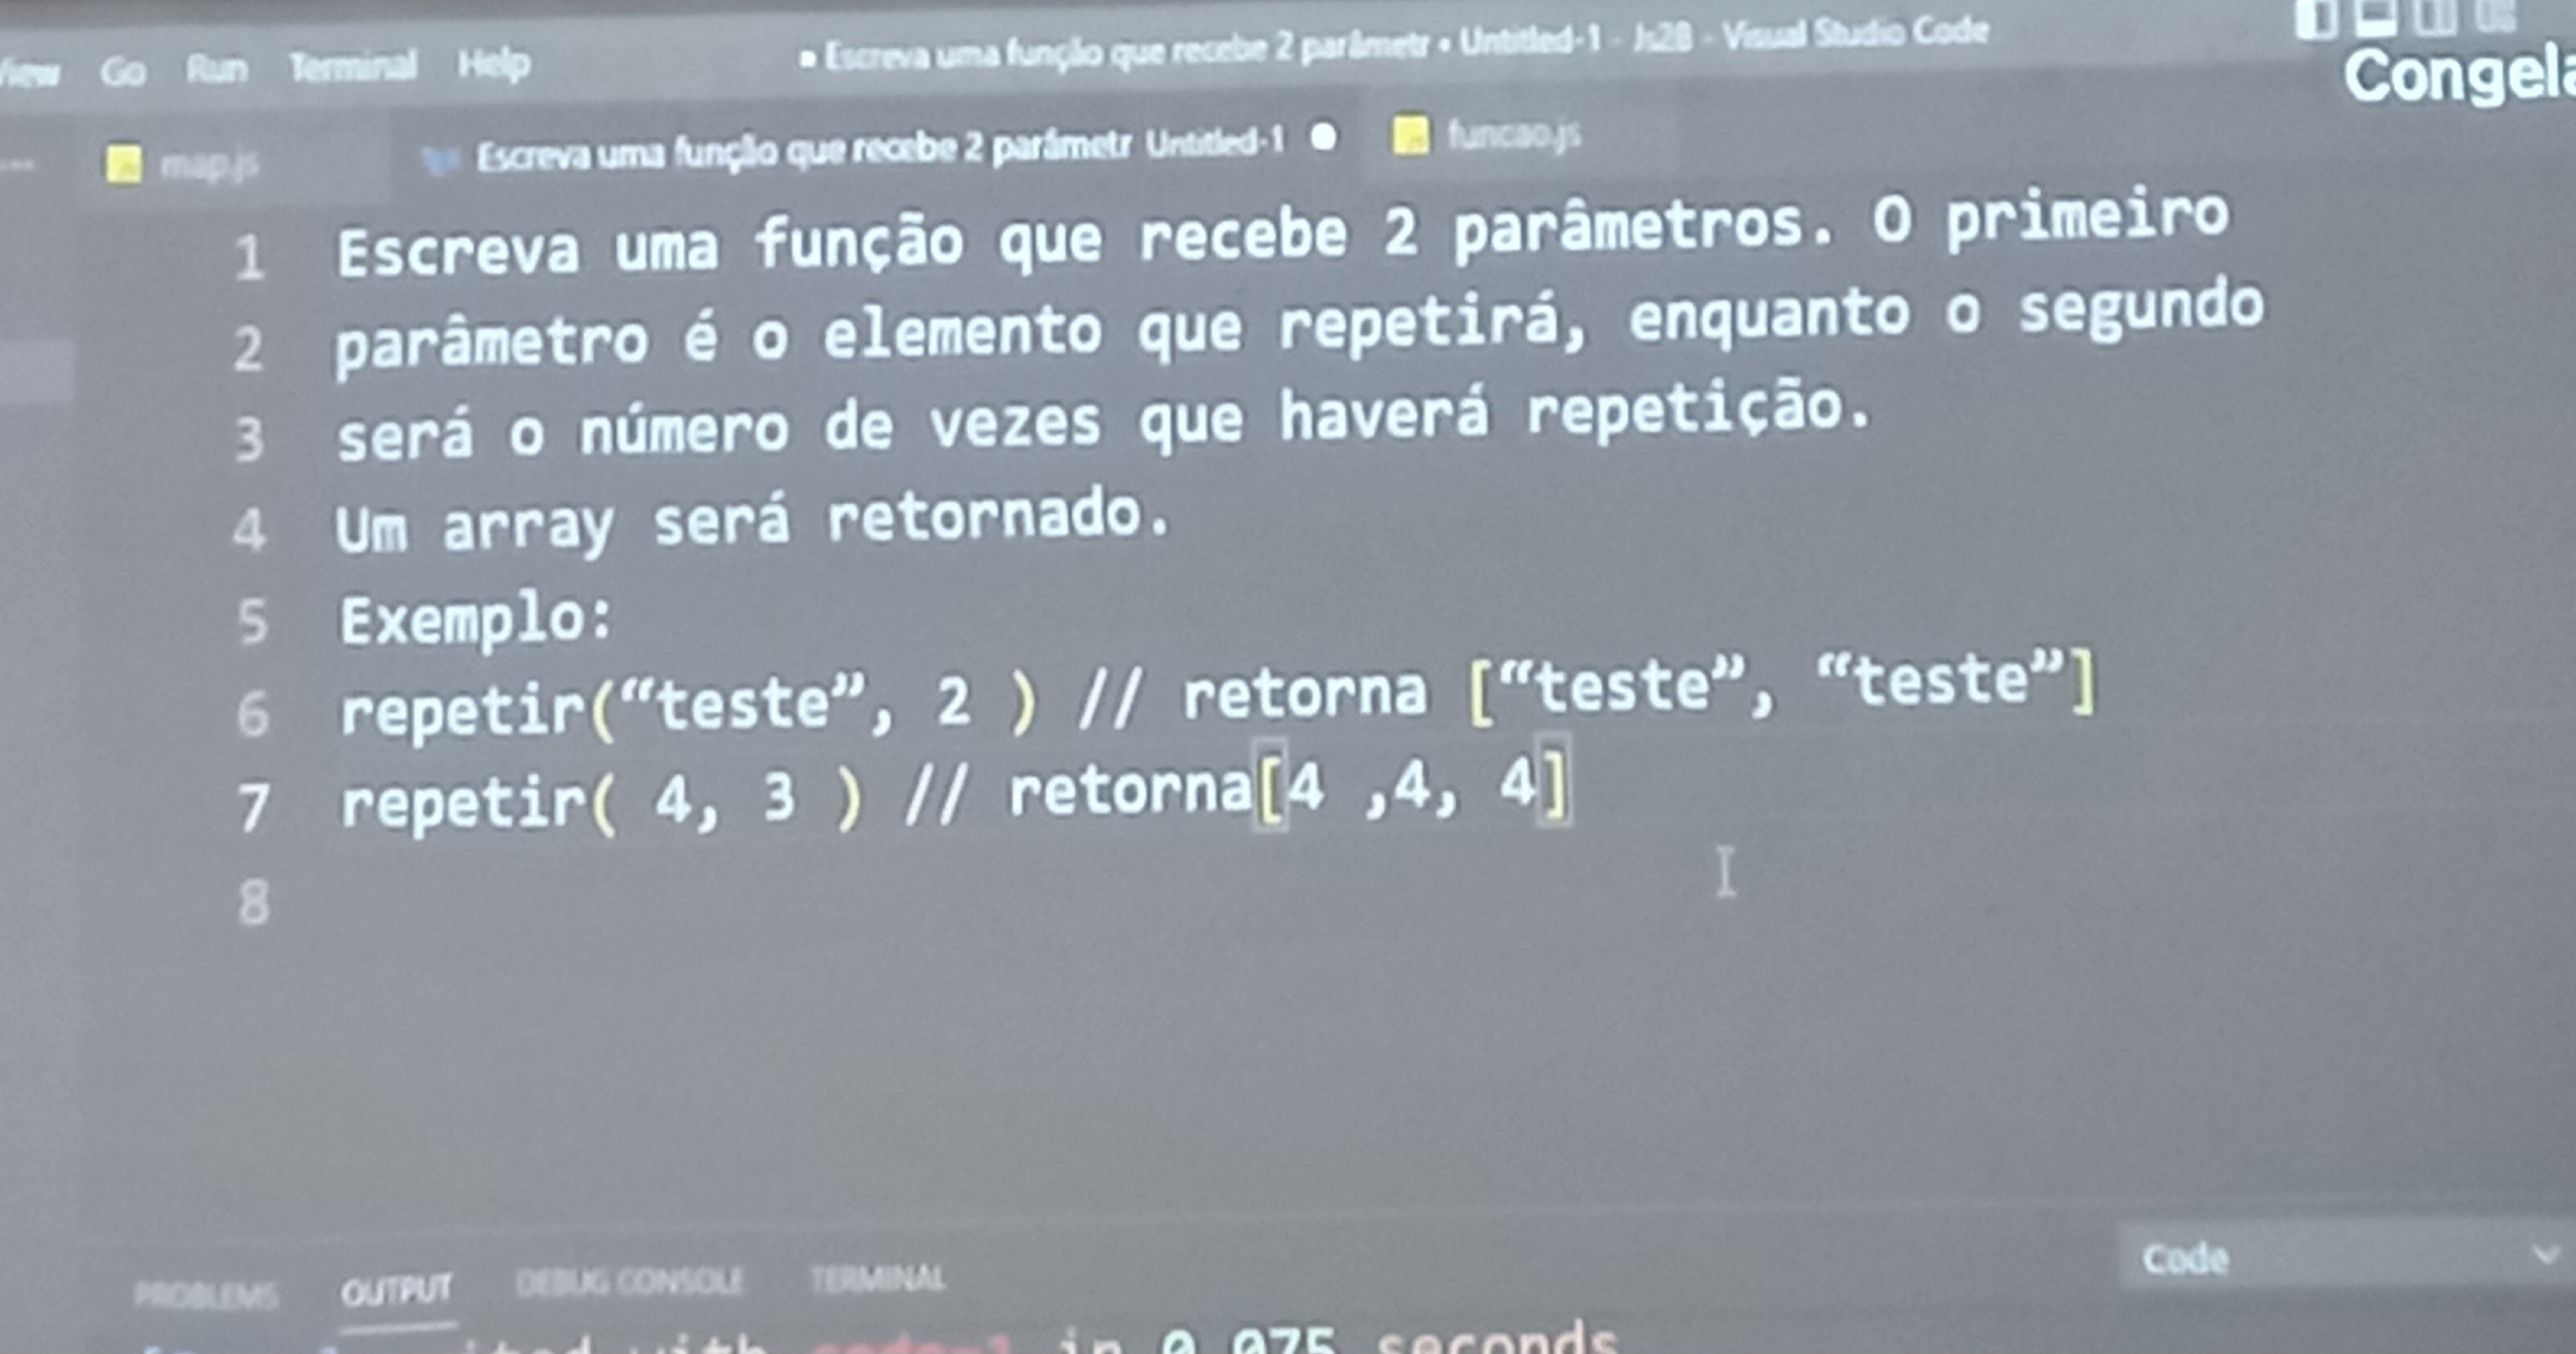 View Go Run Terminal Help
• Escreva uma função que recebe 2 parâmetr • Untitled-1 - Js2B - Visual Studio Code
map.js
Escreva uma função que recebe 2 parâmetr Untitled-1 ●
funcao.js
1 Escreva uma função que recebe 2 parâmetros. O primeiro
2 parâmetro é o elemento que repetirá, enquanto o segundo
3 será o número de vezes que haverá repetição.
4 Um array será retornado.
5 Exemplo:
6 repetir(“teste”, 2 ) // retorna [“teste”, “teste”]
7 repetir( 4, 3 ) // retorna[4 ,4, 4]
8
PROBLEMS OUTPUT DEBUG CONSOLE TERMINAL
Code
with in 0.075 seconds